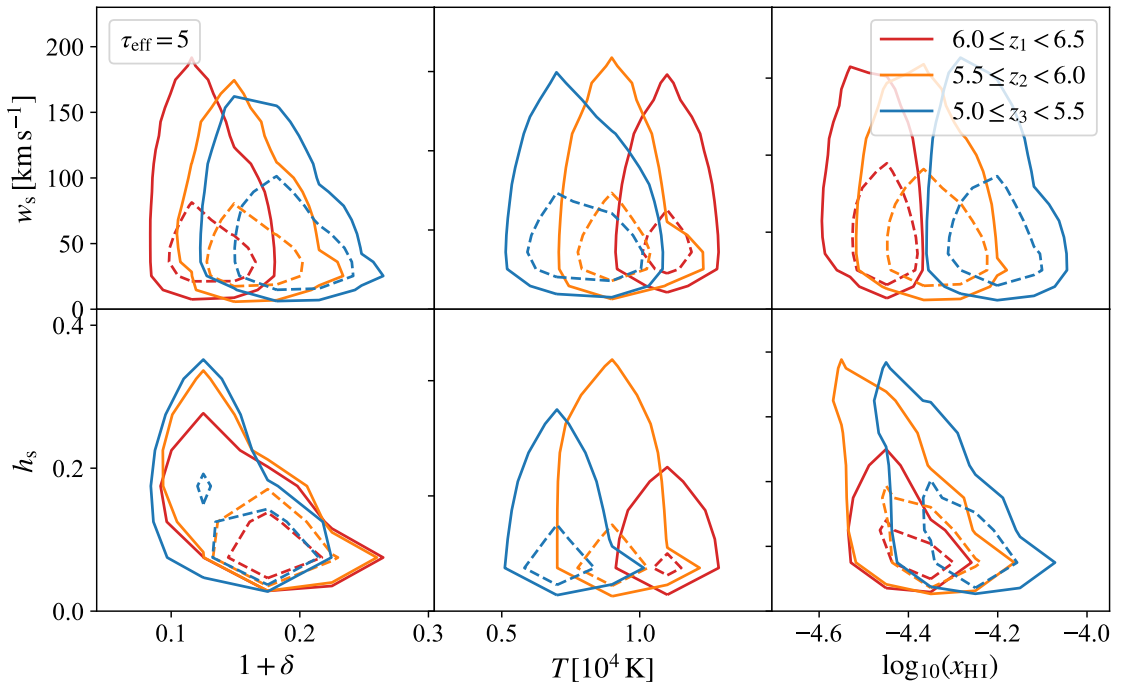 τeff = 5
6.0 ≤ z1 < 6.5
5.5 ≤ z2 < 6.0
5.0 ≤ z3 < 5.5
200
150
100
50
0
ws [km s−1]
0.4
0.2
0.0
hs
0.1 0.2 0.3
0.5 1.0
−4.6 −4.4 −4.2 −4.0
1 + δ
T [10⁴ K]
log10(xHI)